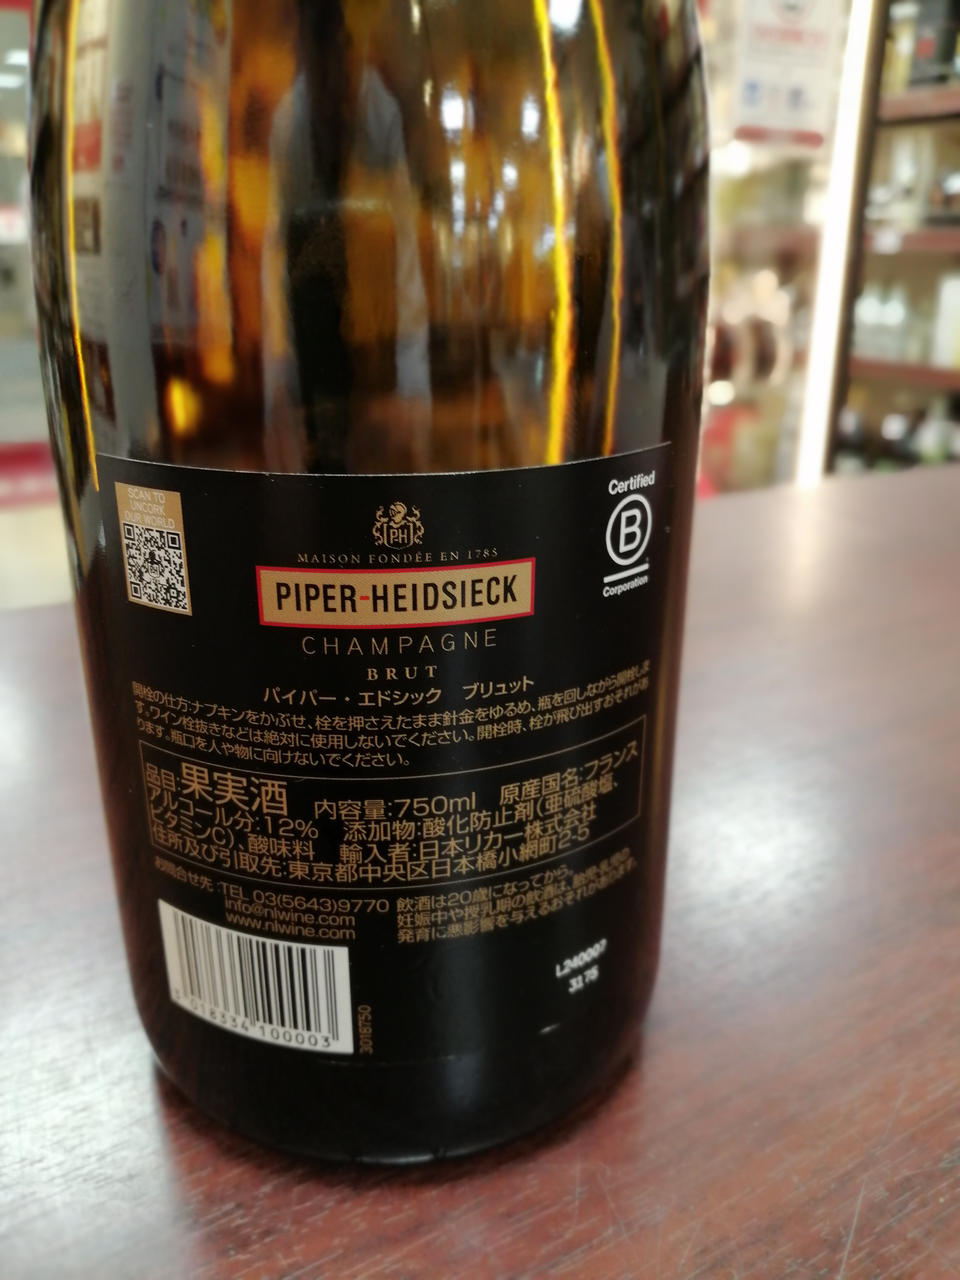 SCAN TO
UNCORK
OUR WORLD
Certified
B
Corporation
PH
MAISON FONDÉE EN 1785
PIPER-HEIDSIECK
CHAMPAGNE
BRUT
パイパー・エドシック ブリュット
開栓の仕方:ナプキンをかぶせ、栓を押さえたまま針金をゆるめ、瓶を回しながら開栓しま
す。ワイン栓抜きなどは絶対に使用しないでください。開栓時、栓が飛び出すおそれがあ
ります。瓶口を人や物に向けないでください。
品目:果実酒 内容量:750ml 原産国名:フランス
アルコール分:12% 添加物:酸化防止剤(亜硫酸塩、
ビタミンC)、酸味料 輸入者:日本リカー株式会社
住所及び引取先:東京都中央区日本橋小網町2-5
お問合せ先:TEL 03(5643)9770
info@nlwine.com
www.nlwine.com
飲酒は20歳になってから。
妊娠中や授乳期の飲酒は、胎児・乳児の
発育に悪影響を与えるおそれがあります。
018334 100003
3018750
L240007
3175